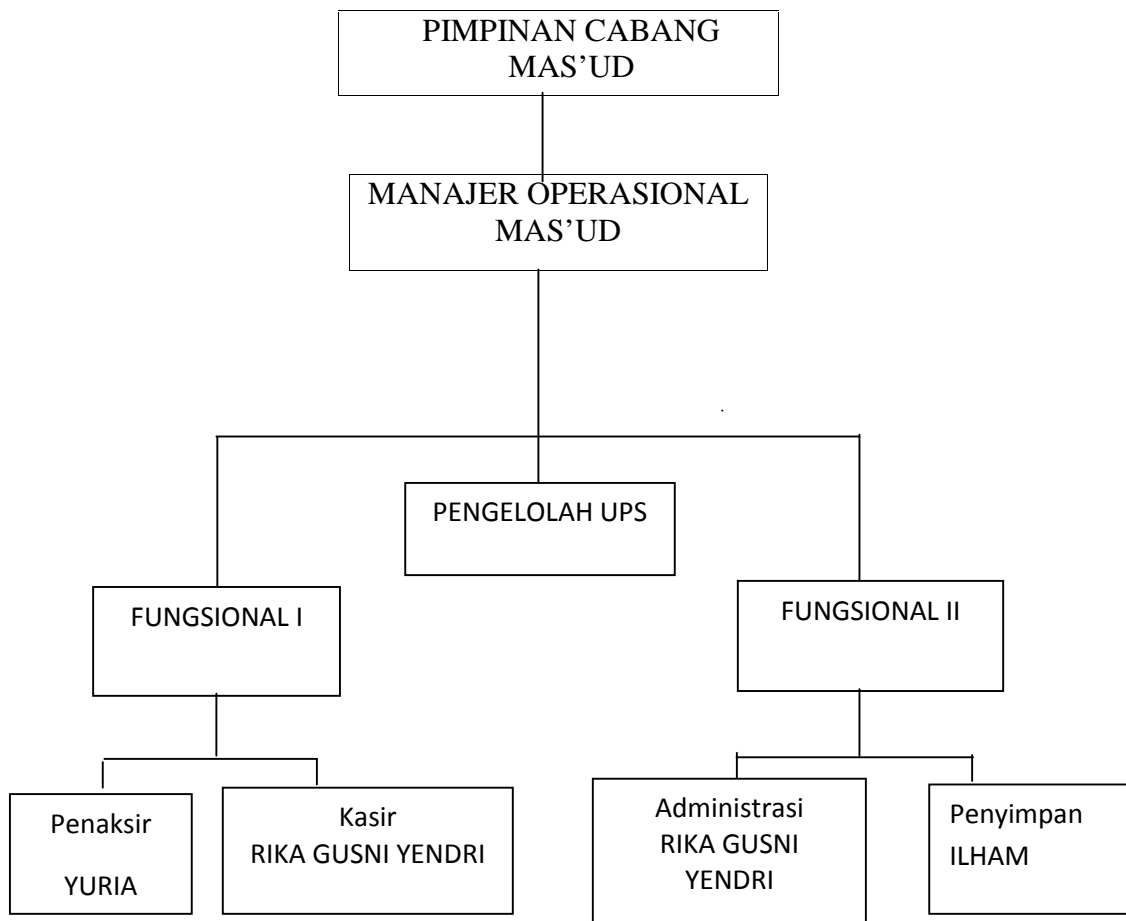 PIMPINAN CABANG
MAS’UD
MANAJER OPERASIONAL
MAS’UD
PENGELOLAH UPS
FUNGSIONAL I
FUNGSIONAL II
Penaksir
YURIA
Kasir
RIKA GUSNI YENDRI
Administrasi
RIKA GUSNI
YENDRI
Penyimpan
ILHAM